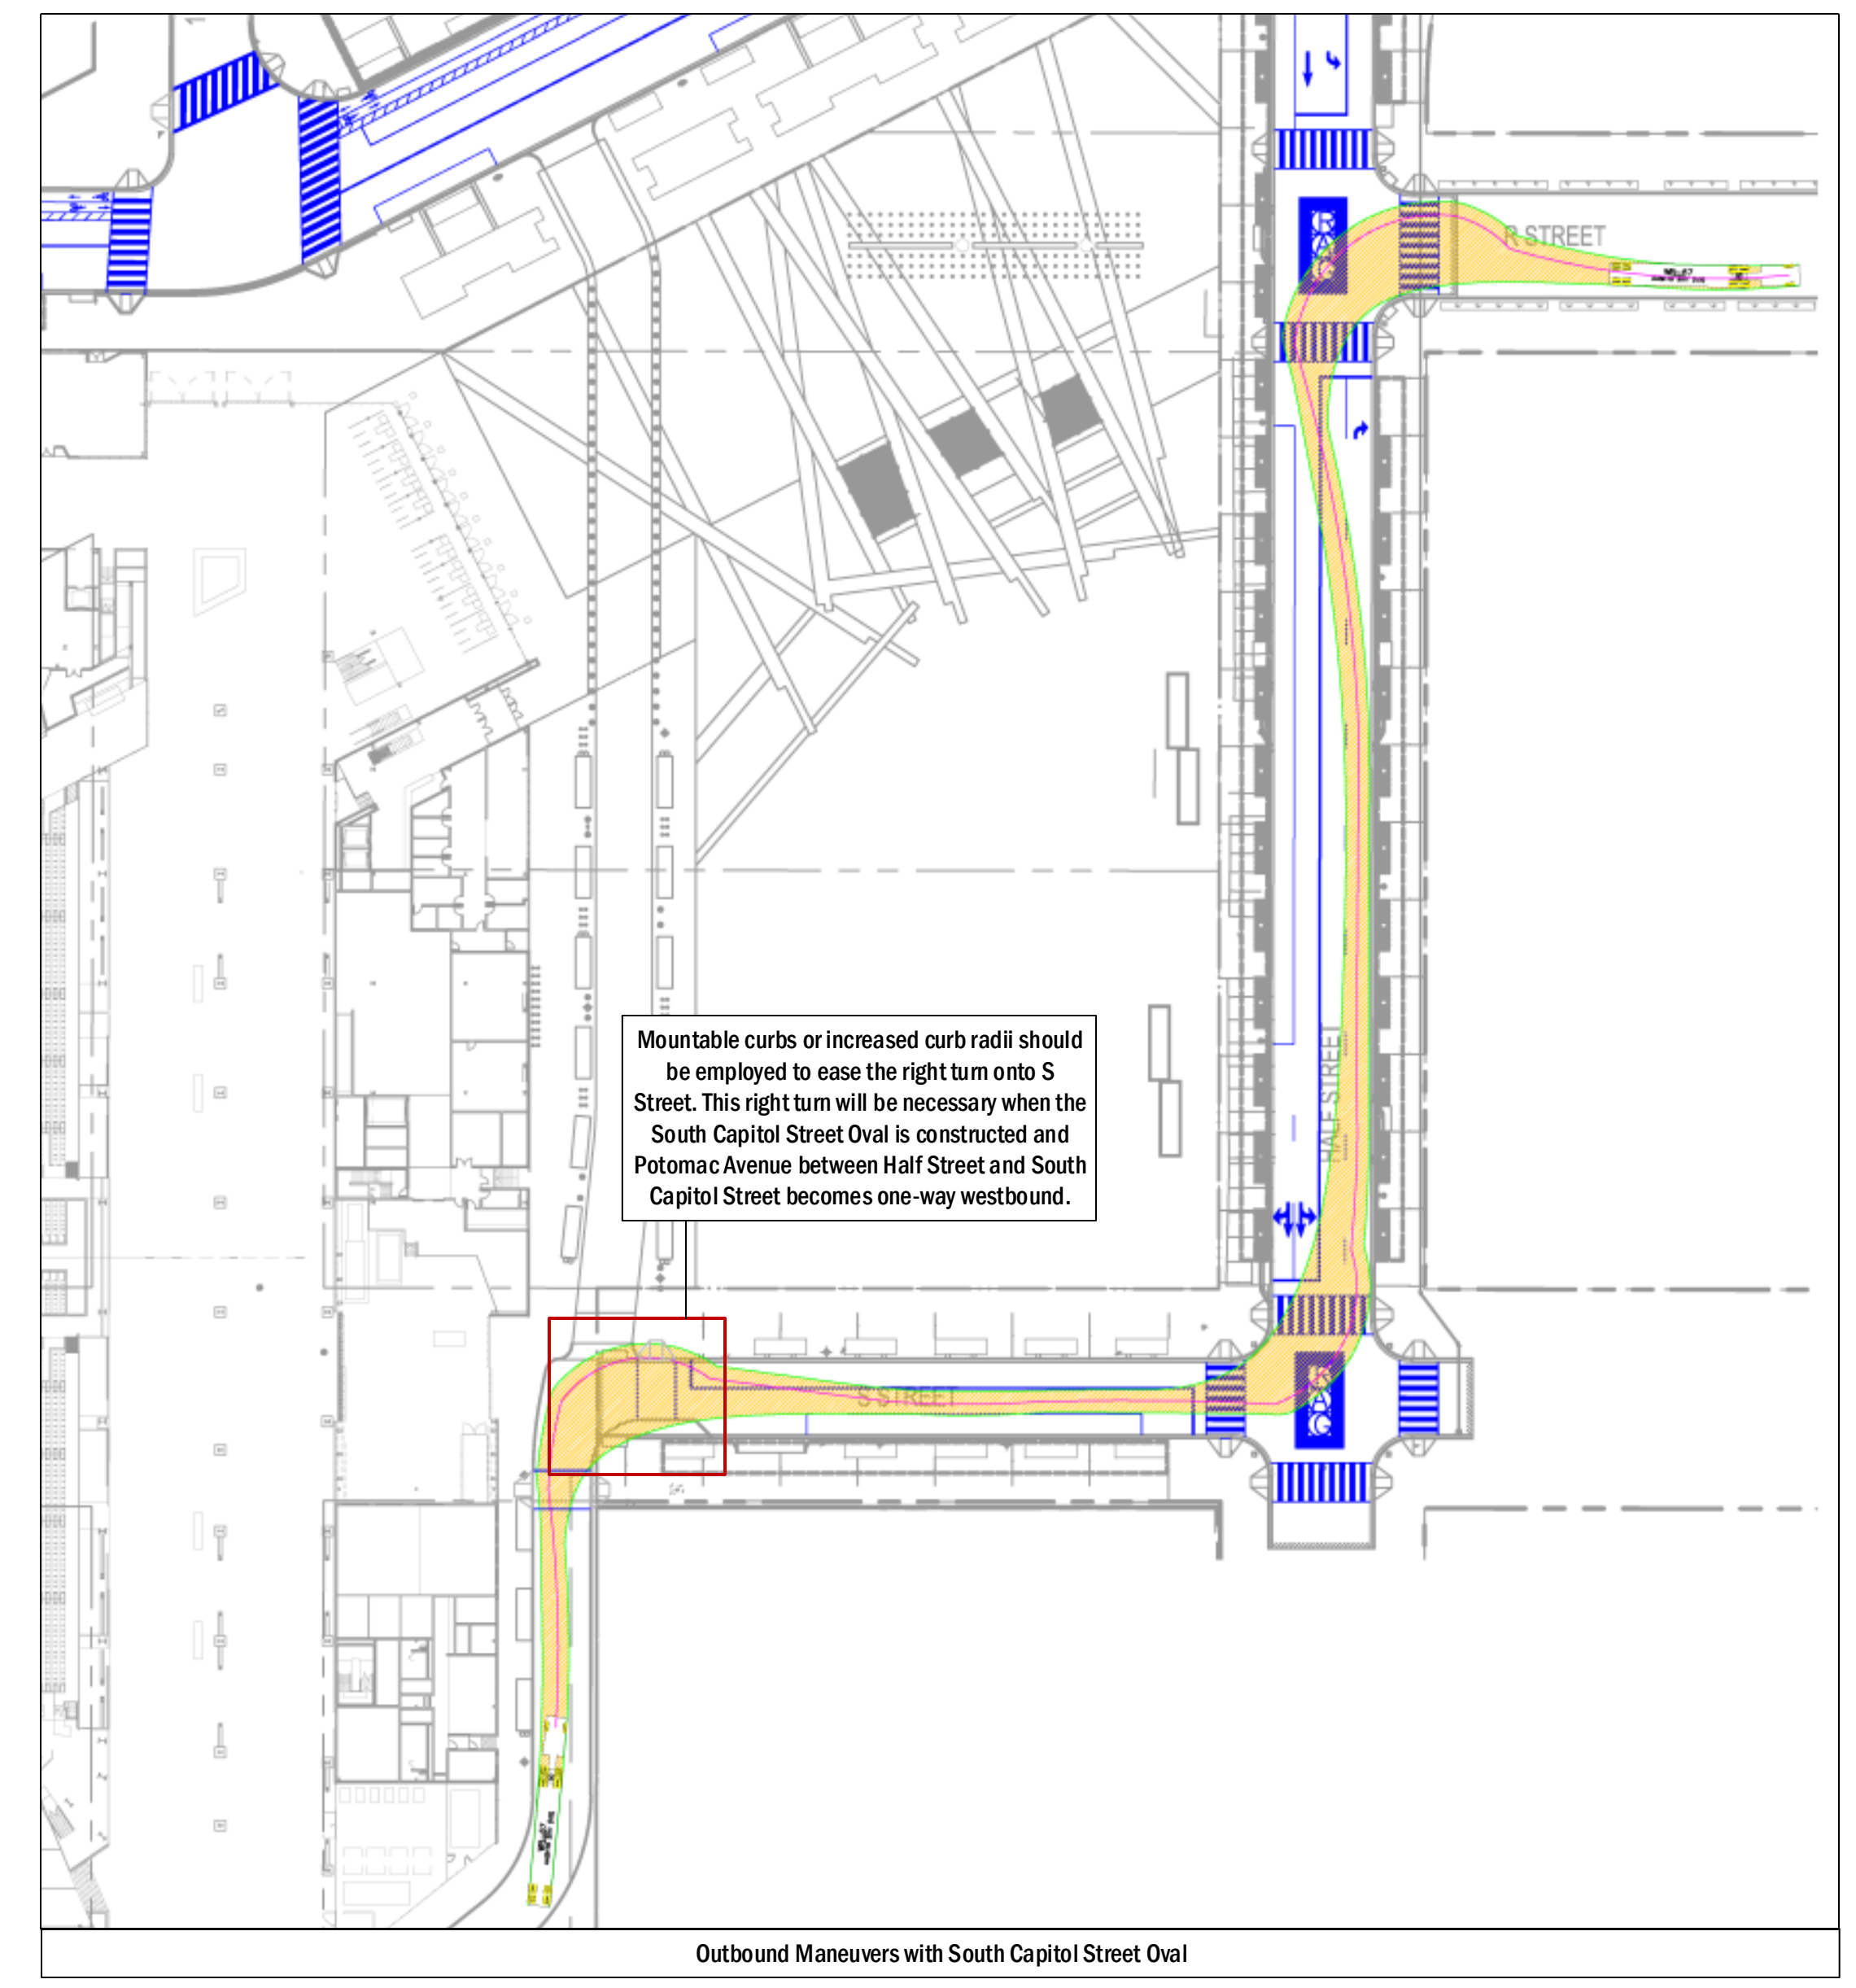 R STREET
WB-67
Mountable curbs or increased curb radii should
be employed to ease the right turn onto S
Street. This right turn will be necessary when the
South Capitol Street Oval is constructed and
Potomac Avenue between Half Street and South
Capitol Street becomes one-way westbound.
HALF STREET
S STREET
Outbound Maneuvers with South Capitol Street Oval